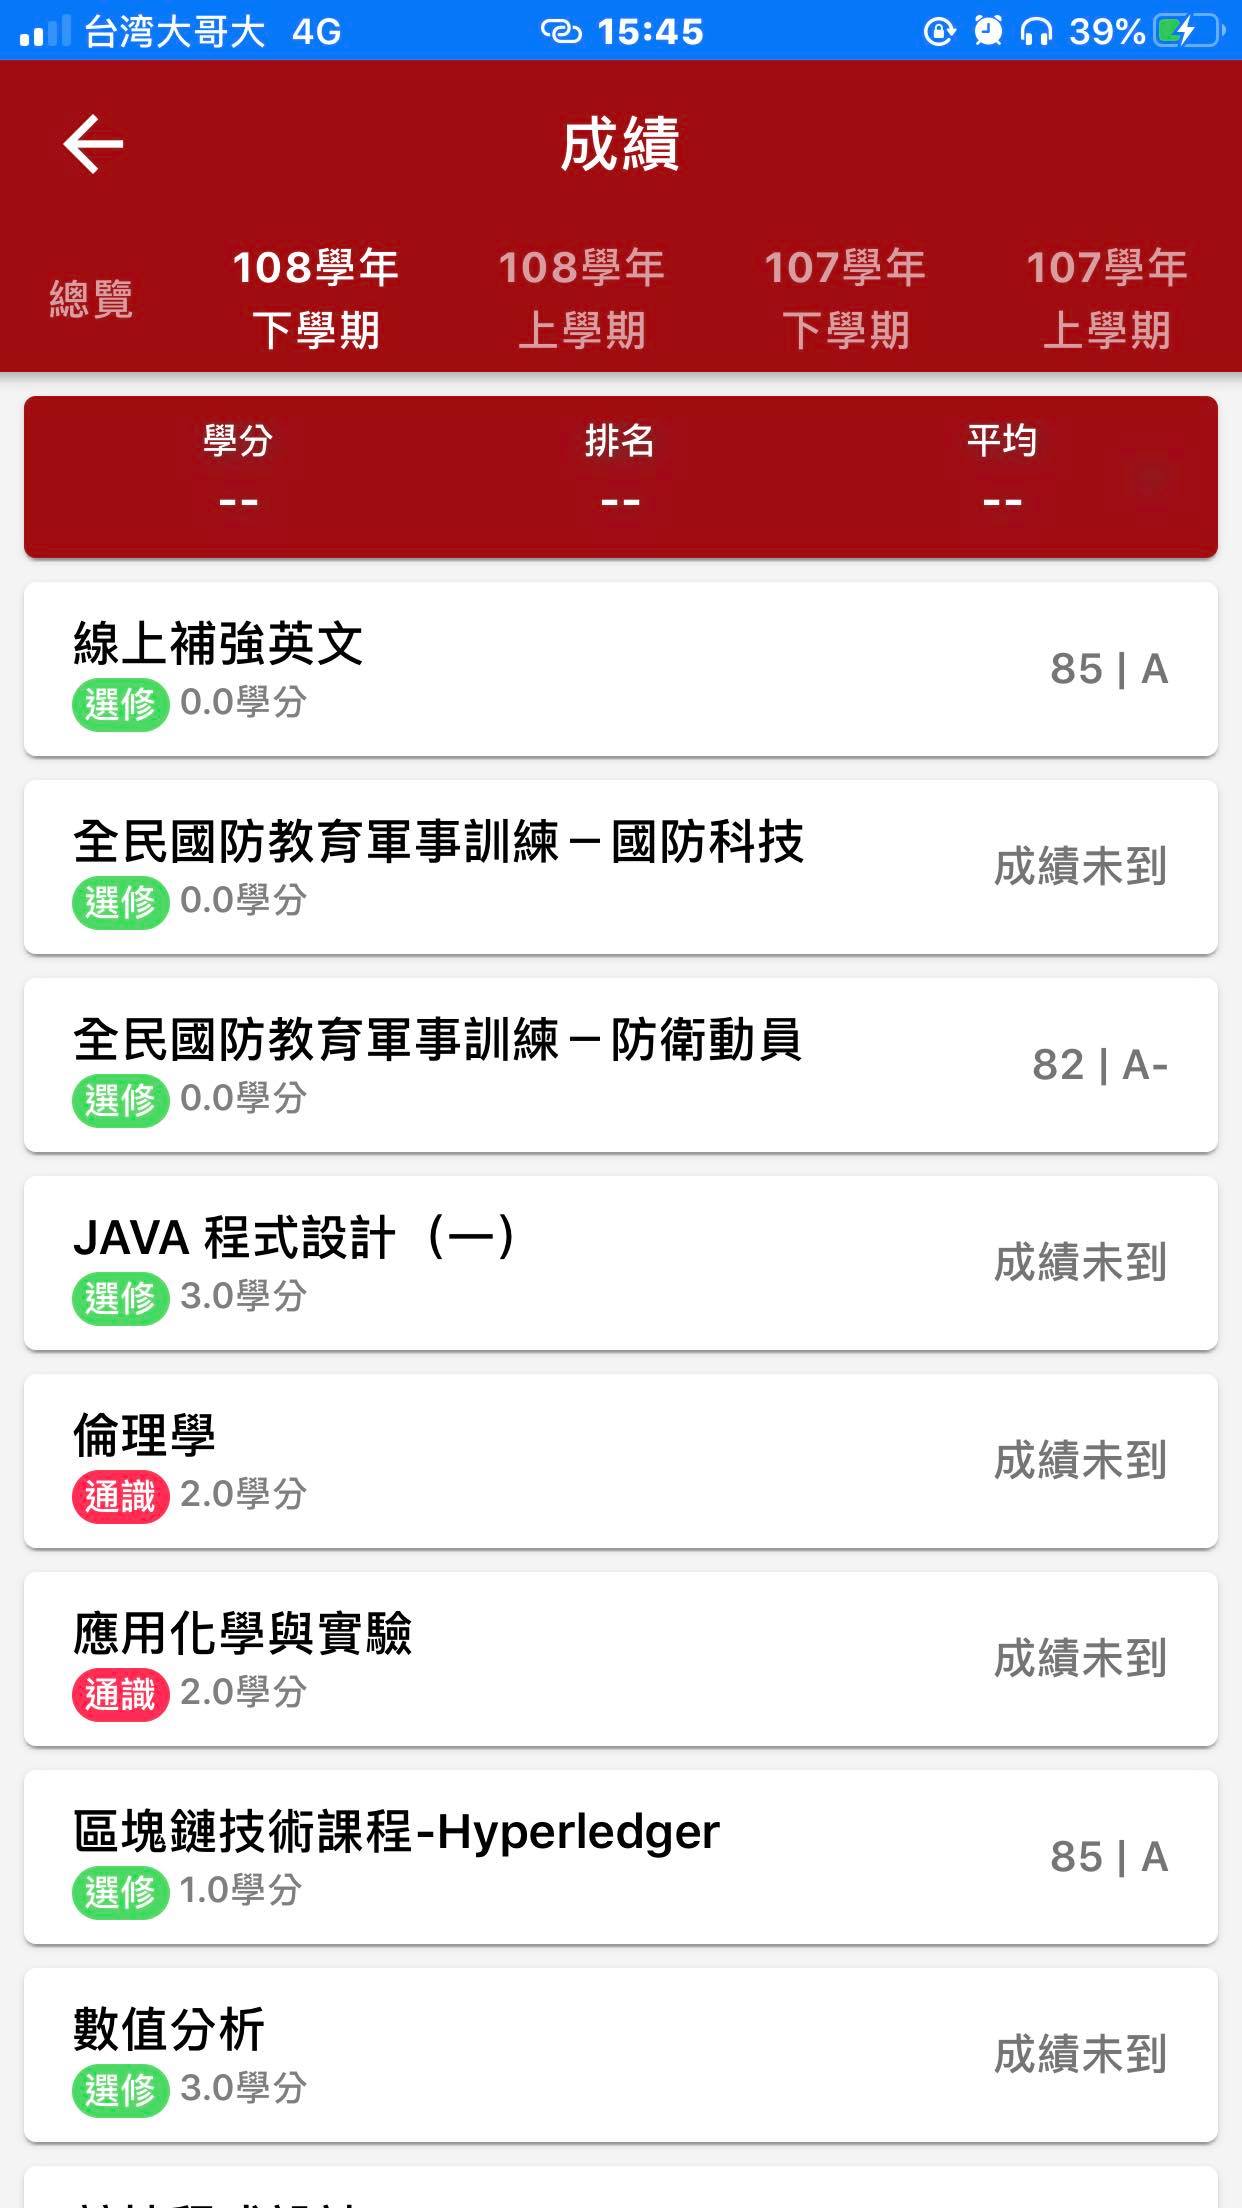 台湾大哥大 4G 15:45 39%
成績
總覽
108學年
下學期
108學年
上學期
107學年
下學期
107學年
上學期
學分 排名 平均
-- -- --
線上補強英文
選修 0.0學分
85 | A
全民國防教育軍事訓練－國防科技
選修 0.0學分
成績未到
全民國防教育軍事訓練－防衛動員
選修 0.0學分
82 | A-
JAVA 程式設計（一）
選修 3.0學分
成績未到
倫理學
通識 2.0學分
成績未到
應用化學與實驗
通識 2.0學分
成績未到
區塊鏈技術課程-Hyperledger
選修 1.0學分
85 | A
數值分析
選修 3.0學分
成績未到